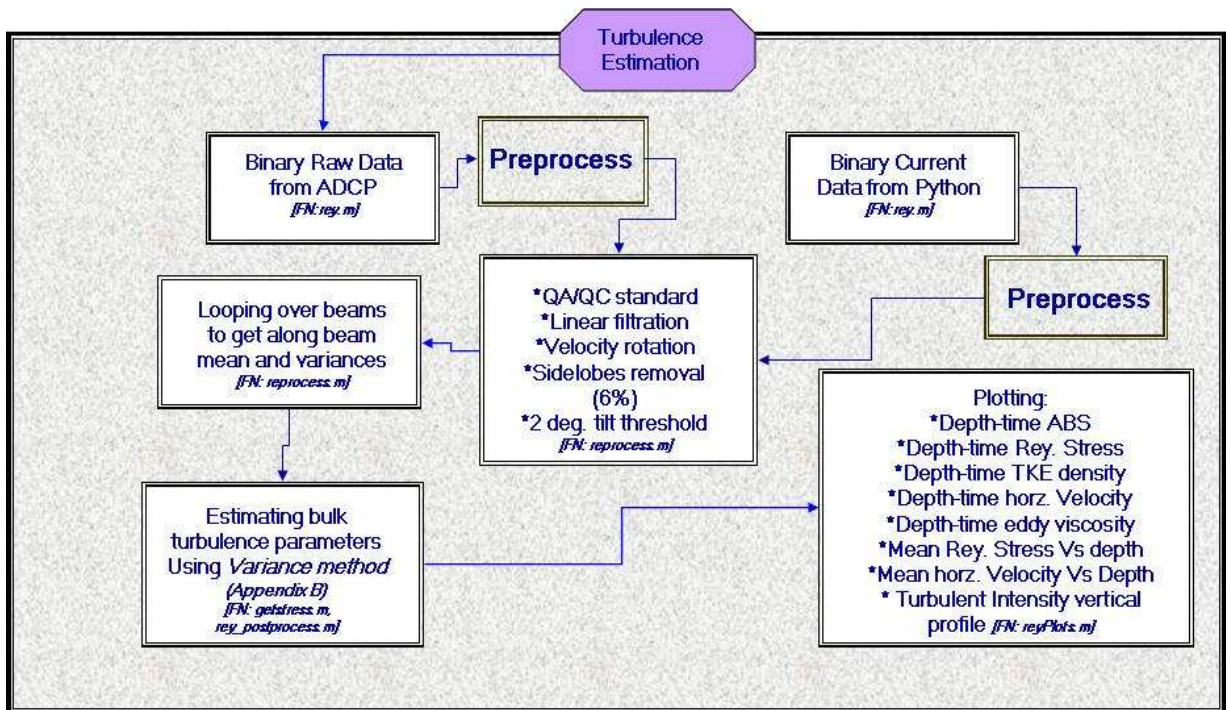 Turbulence
Estimation
Binary Raw Data
from ADCP
[FN:rey.m]
Preprocess
Binary Current
Data from Python
[FN:rey.m]
Preprocess
*QA/QC standard
*Linear filtration
*Velocity rotation
*Sidelobes removal
(6%)
*2 deg. tilt threshold
[FN:reprocess.m]
Looping over beams
to get along beam
mean and variances
[FN: reprocess.m]
Estimating bulk
turbulence parameters
Using Variance method
(Appendix B)
[FN: getstress.m,
rey_postprocess.m]
Plotting:
*Depth-time ABS
*Depth-time Rey. Stress
*Depth-time TKE density
*Depth-time horz. Velocity
*Depth-time eddy viscosity
*Mean Rey. Stress Vs depth
*Mean horz. Velocity Vs Depth
* Turbulent Intensity vertical
profile [FN: reyPlots.m]